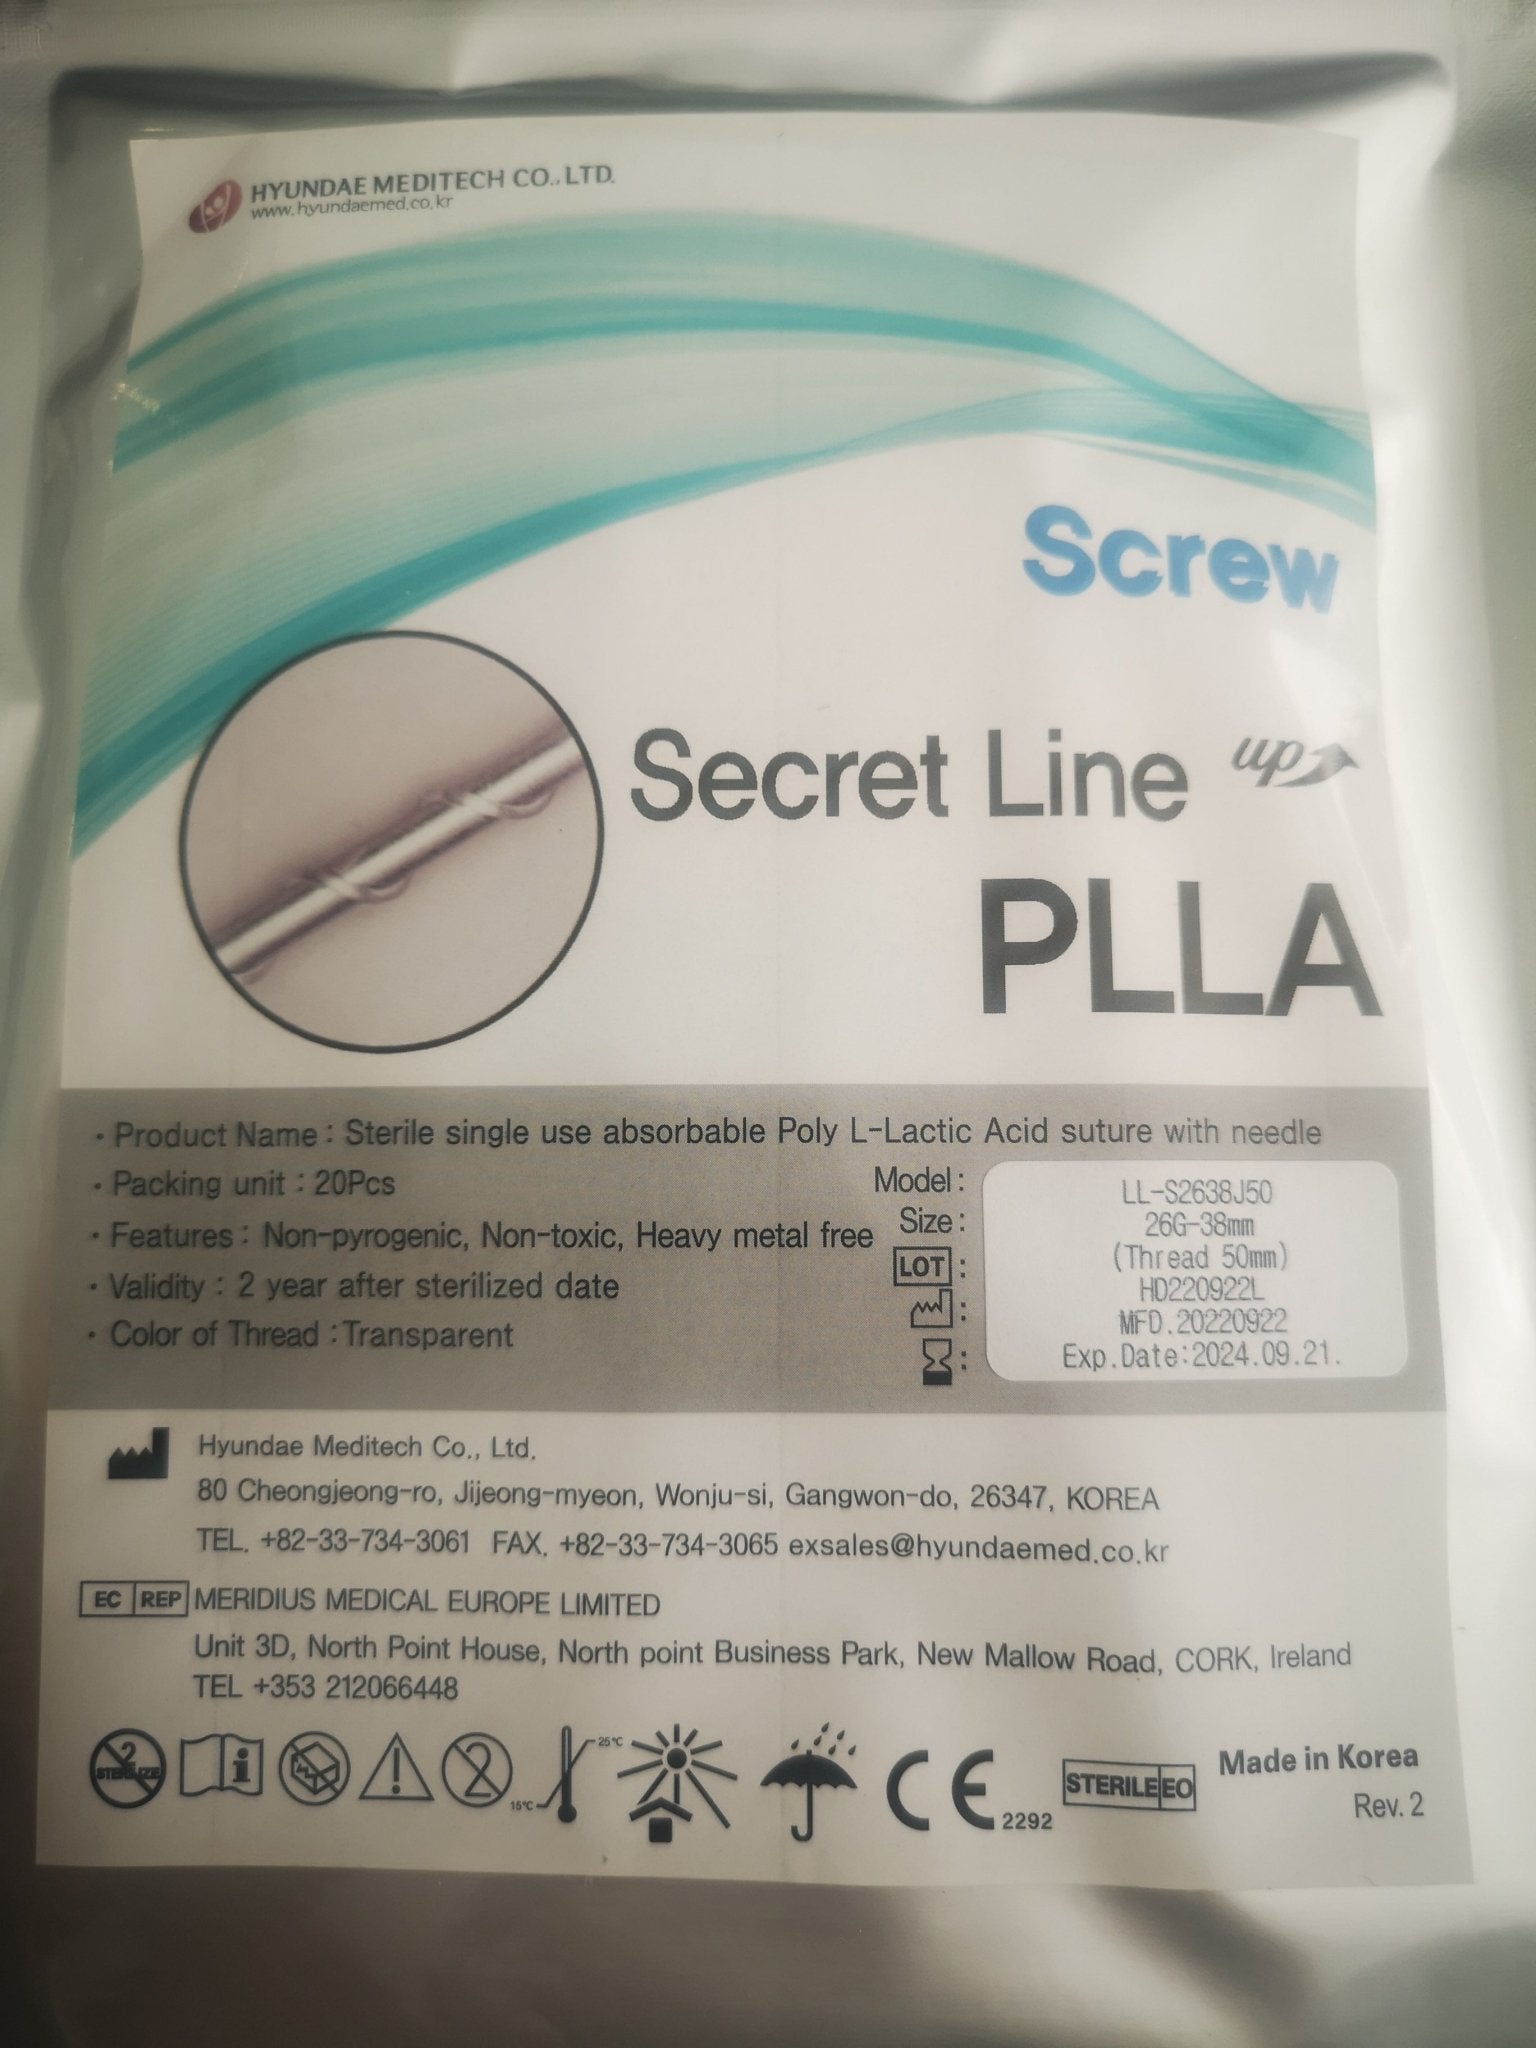 HYUNDAE MEDITECH CO., LTD.
www.hyundaemed.co.kr
Screw
Secret Line up
PLLA
· Product Name : Sterile single use absorbable Poly L-Lactic Acid suture with needle
· Packing unit : 20Pcs
· Features : Non-pyrogenic, Non-toxic, Heavy metal free
· Validity : 2 year after sterilized date
· Color of Thread : Transparent
Model : LL-S2638J50
Size : 26G-38mm
(Thread 50mm)
LOT : HD220922L
: MFD.20220922
: Exp.Date:2024.09.21.
Hyundae Meditech Co., Ltd.
80 Cheongjeong-ro, Jijeong-myeon, Wonju-si, Gangwon-do, 26347, KOREA
TEL. +82-33-734-3061 FAX. +82-33-734-3065 exsales@hyundaemed.co.kr
EC REP MERIDIUS MEDICAL EUROPE LIMITED
Unit 3D, North Point House, North point Business Park, New Mallow Road, CORK, Ireland
TEL +353 212066448
2 STERILIZE
i
!
2
15°C
25°C
CE 2292
STERILE EO
Made in Korea
Rev. 2